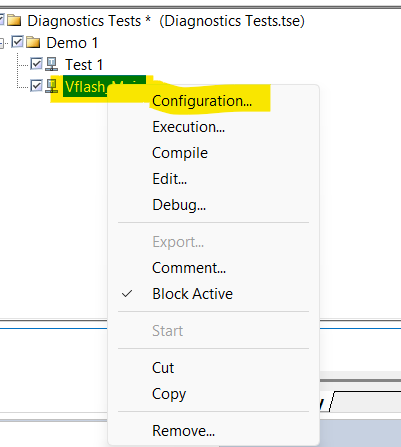 Diagnostics Tests * (Diagnostics Tests.tse)
Demo 1
Test 1
Vflash_Main
Configuration...
Execution...
Compile
Edit...
Debug...
Export...
Comment...
Block Active
Start
Cut
Copy
Remove...